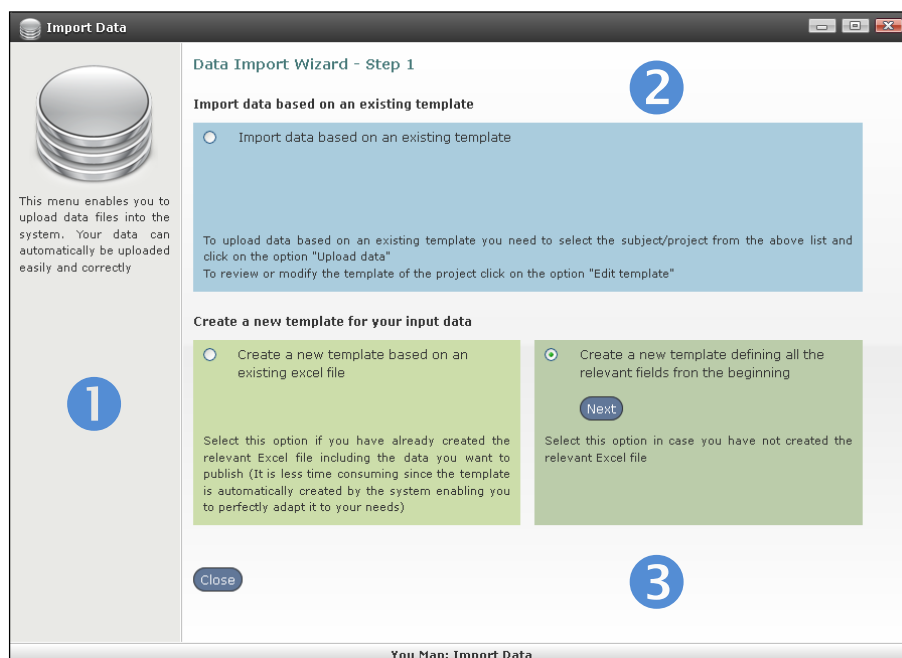 Import Data
This menu enables you to
upload data files into the
system. Your data can
automatically be uploaded
easily and correctly
1
Data Import Wizard - Step 1
2
Import data based on an existing template
Import data based on an existing template
To upload data based on an existing template you need to select the subject/project from the above list and
click on the option "Upload data"
To review or modify the template of the project click on the option "Edit template"
Create a new template for your input data
Create a new template based on an
existing excel file
Select this option if you have already created the
relevant Excel file including the data you want to
publish (It is less time consuming since the template
is automatically created by the system enabling you
to perfectly adapt it to your needs)
Create a new template defining all the
relevant fields fron the beginning
Next
Select this option in case you have not created the
relevant Excel file
Close
3
You Map: Import Data